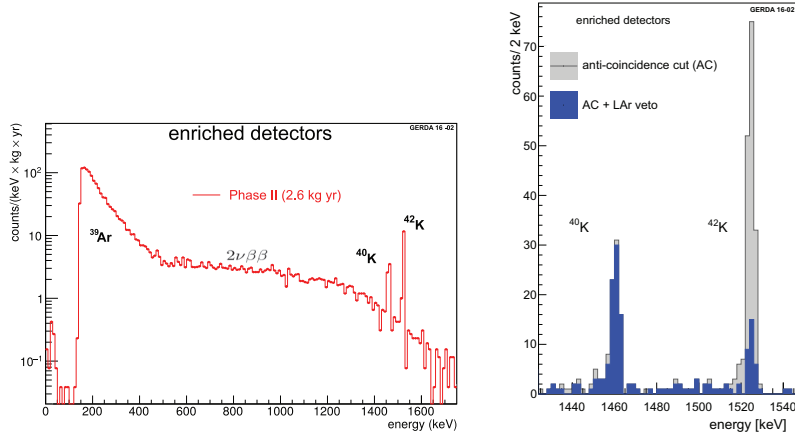 enriched detectors
GERDA 16 -02
counts/(keV × kg × yr)
10²
10
1
10⁻¹
Phase II (2.6 kg yr)
³⁹Ar
2νββ
⁴⁰K
⁴²K
0 200 400 600 800 1000 1200 1400 1600
energy (keV)
GERDA 16-02
counts/ 2 keV
enriched detectors
anti-coincidence cut (AC)
AC + LAr veto
70
60
50
40
30
20
10
0
⁴⁰K
⁴²K
1440 1460 1480 1500 1520 1540
energy [keV]